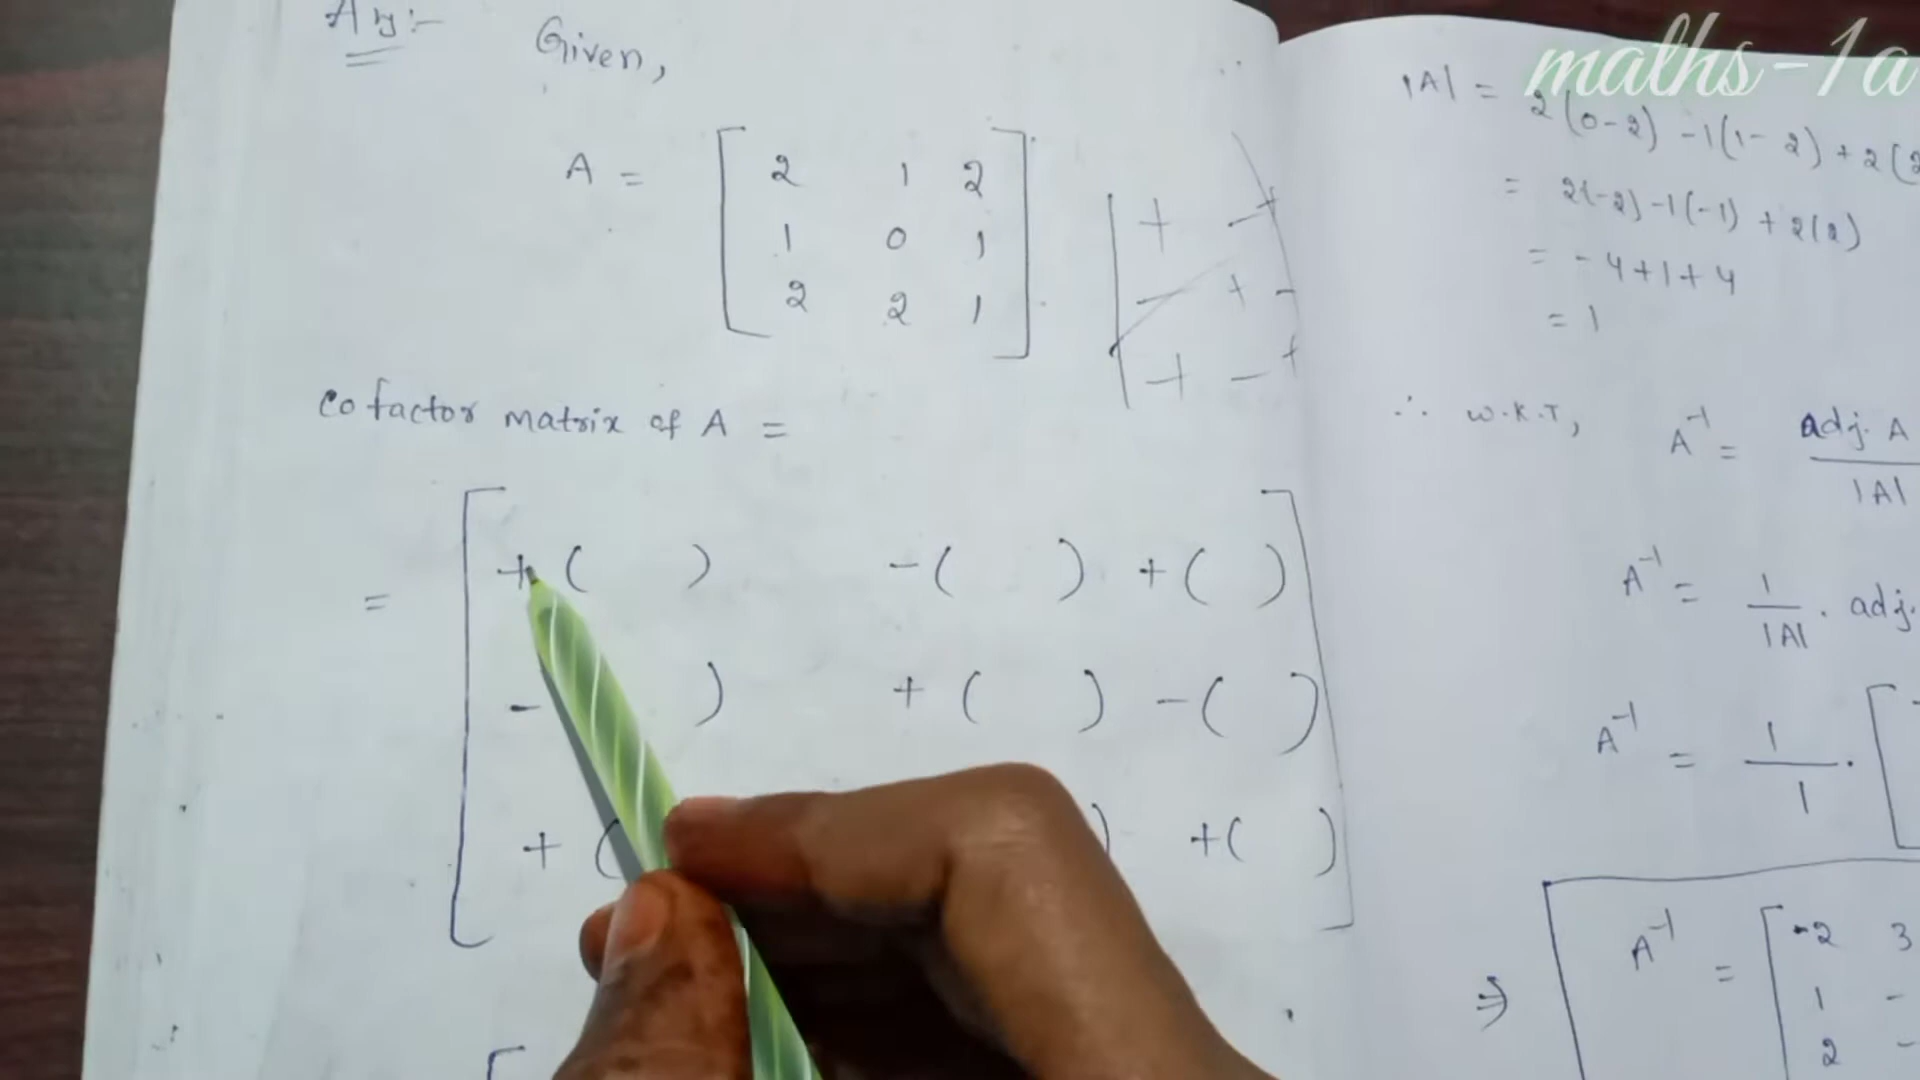 Given,
A = [ 2 1 2
1 0 1
2 2 1 ]
+ - +
- + -
+ - +
Cofactor matrix of A =
= [ +( ) -( ) +( )
- ) + ( ) -( )
+ ( ) +( ) ]
maths-1a
|A| = 2(0-2) -1(1-2) + 2(2
= 2(-2) -1(-1) + 2(2)
= -4+1+4
= 1
∴ W.K.T, A⁻¹ = adj. A / |A|
A⁻¹ = 1/|A| . adj.
A⁻¹ = 1/1 . [
⇒ A⁻¹ = [ -2 3
1 -
2 -